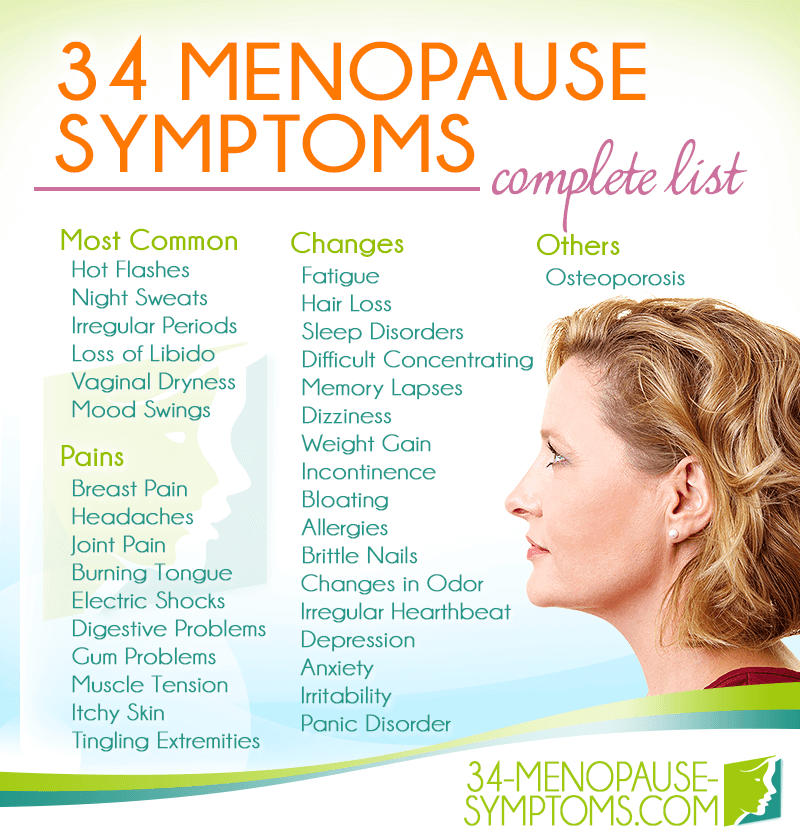 34 MENOPAUSE
SYMPTOMS
complete list
Most Common
Hot Flashes
Night Sweats
Irregular Periods
Loss of Libido
Vaginal Dryness
Mood Swings
Pains
Breast Pain
Headaches
Joint Pain
Burning Tongue
Electric Shocks
Digestive Problems
Gum Problems
Muscle Tension
Itchy Skin
Tingling Extremities
Changes
Fatigue
Hair Loss
Sleep Disorders
Difficult Concentrating
Memory Lapses
Dizziness
Weight Gain
Incontinence
Bloating
Allergies
Brittle Nails
Changes in Odor
Irregular Hearthbeat
Depression
Anxiety
Irritability
Panic Disorder
Others
Osteoporosis
34-MENOPAUSE-
SYMPTOMS.COM